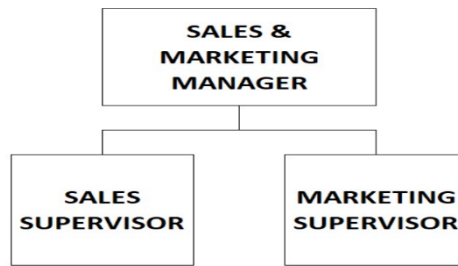 SALES &
MARKETING
MANAGER
SALES
SUPERVISOR
MARKETING
SUPERVISOR